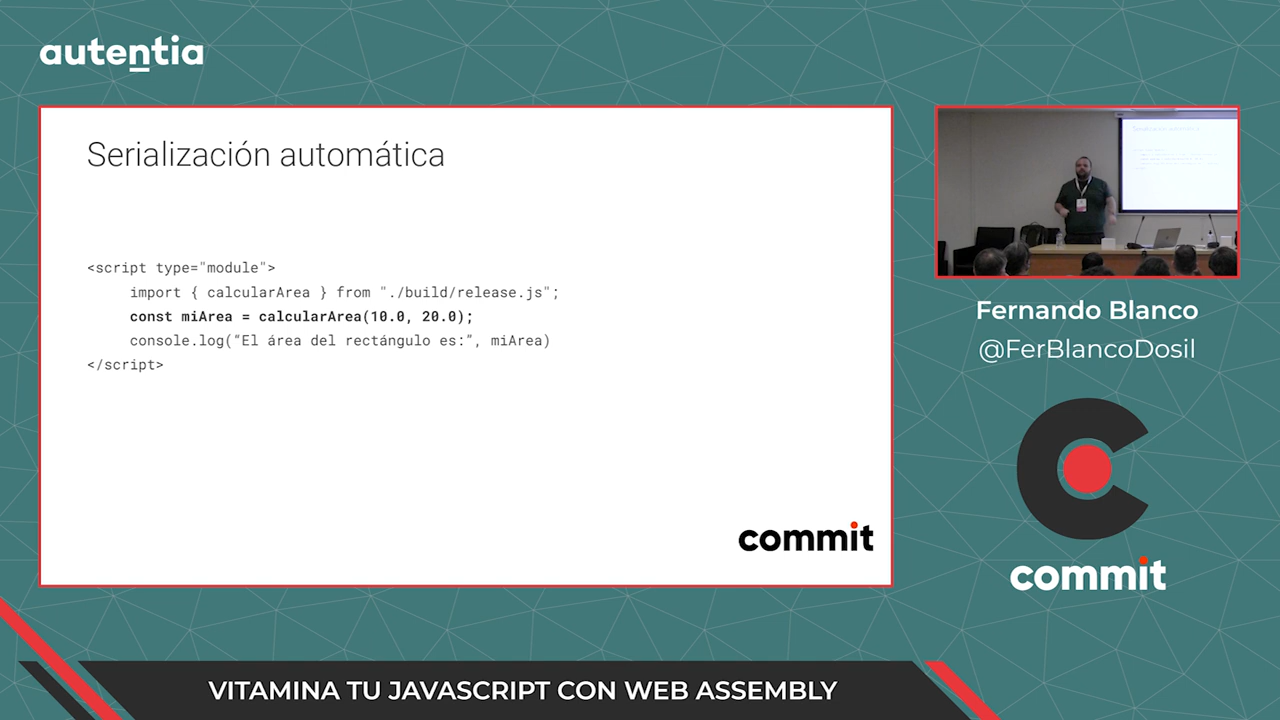 autentia
Serialización automática
<script type="module">
import { calcularArea } from "./build/release.js";
const miArea = calcularArea(10.0, 20.0);
console.log(“El área del rectángulo es:”, miArea)
</script>
commit
Fernando Blanco
@FerBlancoDosil
commit
VITAMINA TU JAVASCRIPT CON WEB ASSEMBLY